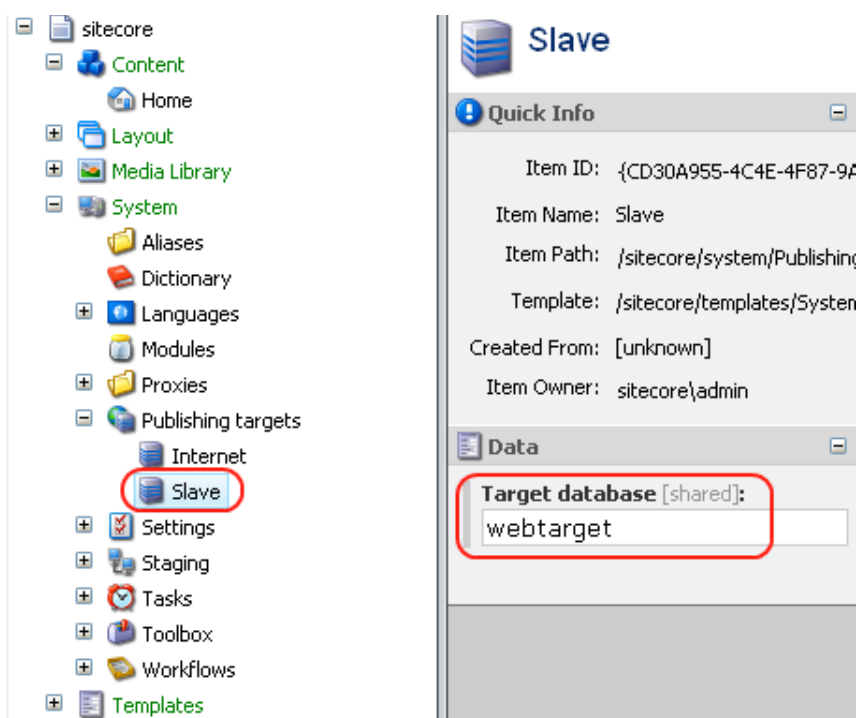 sitecore
Content
Home
Layout
Media Library
System
Aliases
Dictionary
Languages
Modules
Proxies
Publishing targets
Internet
Slave
Settings
Staging
Tasks
Toolbox
Workflows
Templates
Slave
Quick Info
Item ID: {CD30A955-4C4E-4F87-9A
Item Name: Slave
Item Path: /sitecore/system/Publishing
Template: /sitecore/templates/System
Created From: [unknown]
Item Owner: sitecore\admin
Data
Target database [shared]:
webtarget